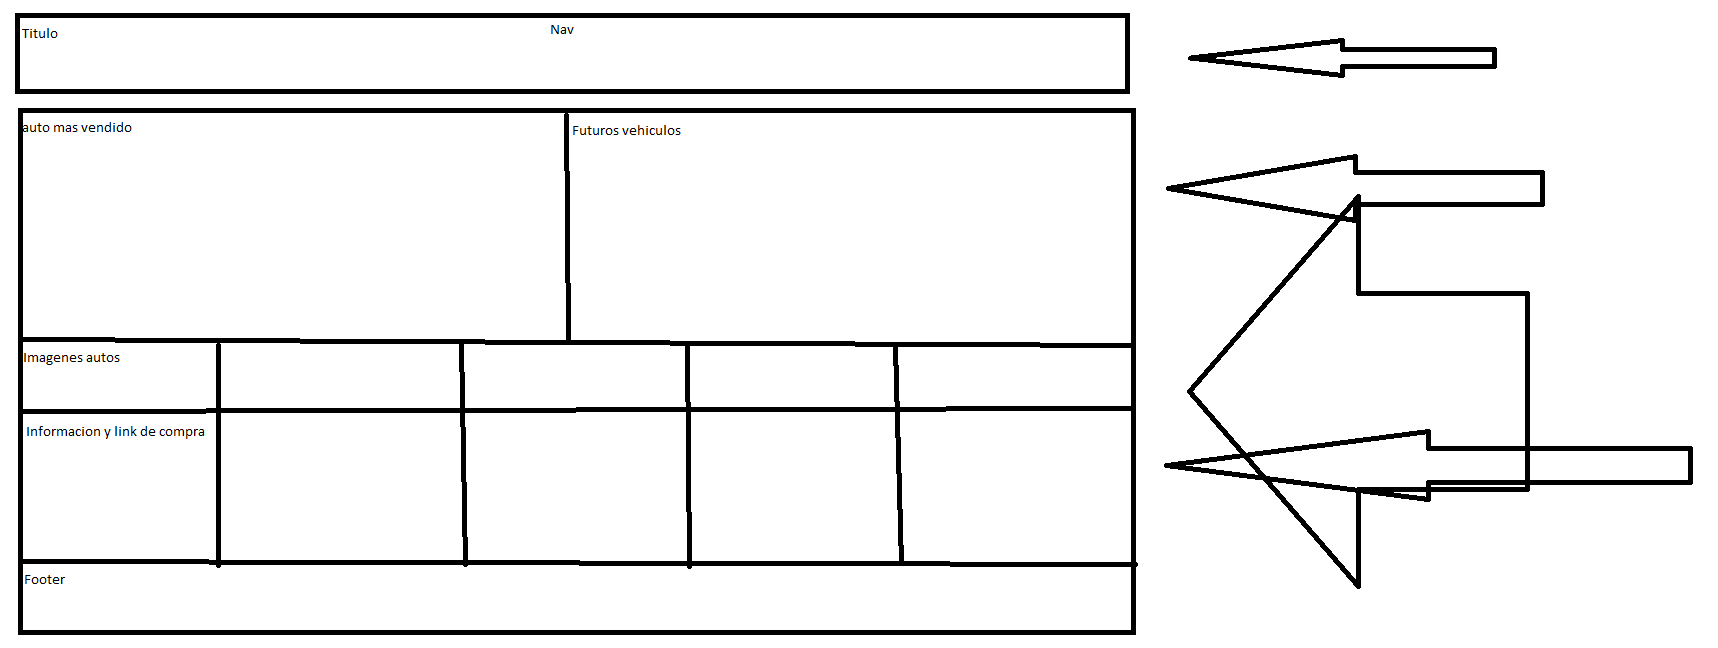 Titulo
Nav
auto mas vendido
Futuros vehiculos
Imagenes autos
Informacion y link de compra
Footer